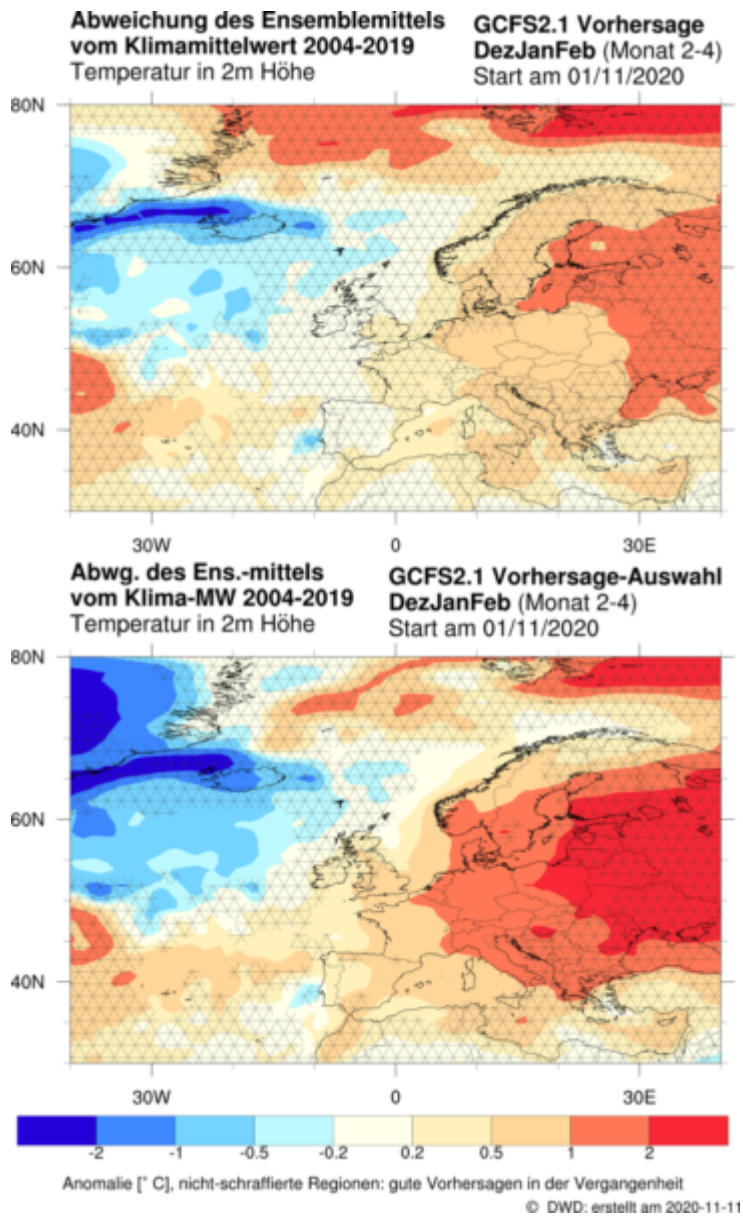 Abweichung des Ensemblemittels
vom Klimamittelwert 2004-2019
Temperatur in 2m Höhe
GCFS2.1 Vorhersage
DezJanFeb (Monat 2-4)
Start am 01/11/2020
80N
60N
40N
30W
0
30E
Abwg. des Ens.-mittels
vom Klima-MW 2004-2019
Temperatur in 2m Höhe
GCFS2.1 Vorhersage-Auswahl
DezJanFeb (Monat 2-4)
Start am 01/11/2020
80N
60N
40N
30W
0
30E
-2 -1 -0.5 -0.2 0.2 0.5 1 2
Anomalie [° C], nicht-schraffierte Regionen: gute Vorhersagen in der Vergangenheit
© DWD: erstellt am 2020-11-11